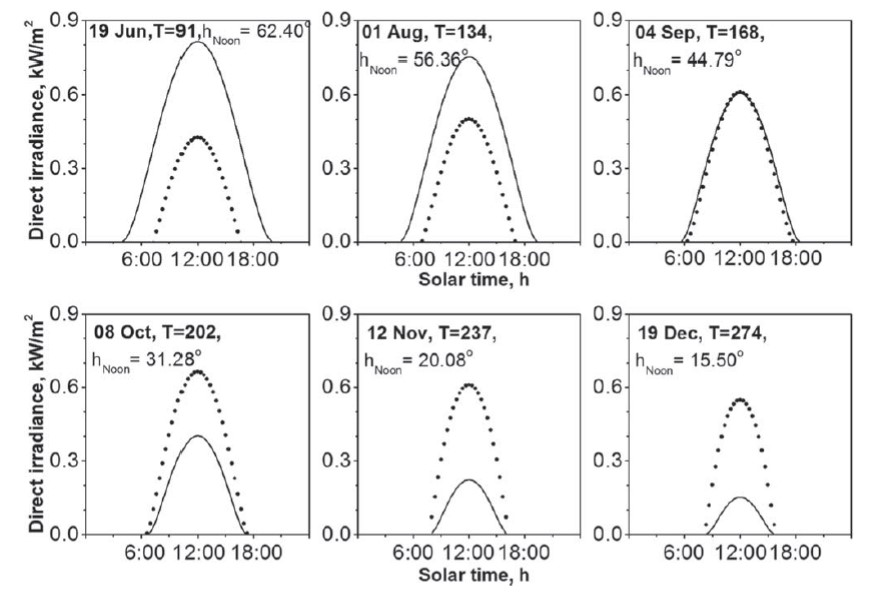 Direct irradiance, kW/m²
0.9
0.6
0.3
0.0
19 Jun,T=91,hNoon= 62.40°
6:00 12:00 18:00
0.9
0.6
0.3
0.0
01 Aug, T=134,
hNoon= 56.36°
6:00 12:00 18:00
Solar time, h
0.9
0.6
0.3
0.0
04 Sep, T=168,
hNoon= 44.79°
6:00 12:00 18:00
Direct irradiance, kW/m²
0.9
0.6
0.3
0.0
08 Oct, T=202,
hNoon= 31.28°
6:00 12:00 18:00
0.9
0.6
0.3
0.0
12 Nov, T=237,
hNoon= 20.08°
6:00 12:00 18:00
Solar time, h
0.9
0.6
0.3
0.0
19 Dec, T=274,
hNoon= 15.50°
6:00 12:00 18:00